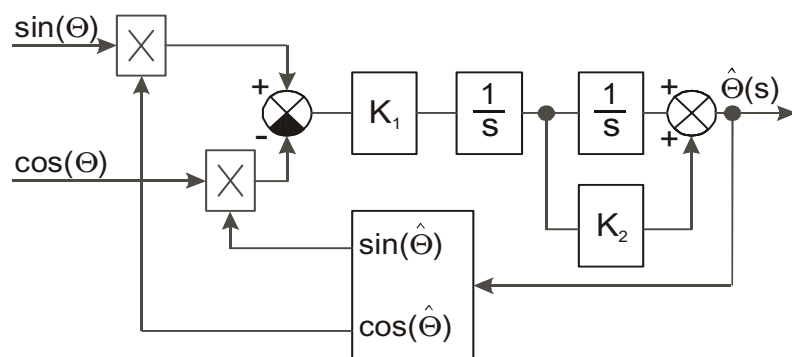 sin(Θ)
+
K₁
1
s
1
s
+
+
Θ̂(s)
-
cos(Θ)
K₂
sin(Θ̂)
cos(Θ̂)